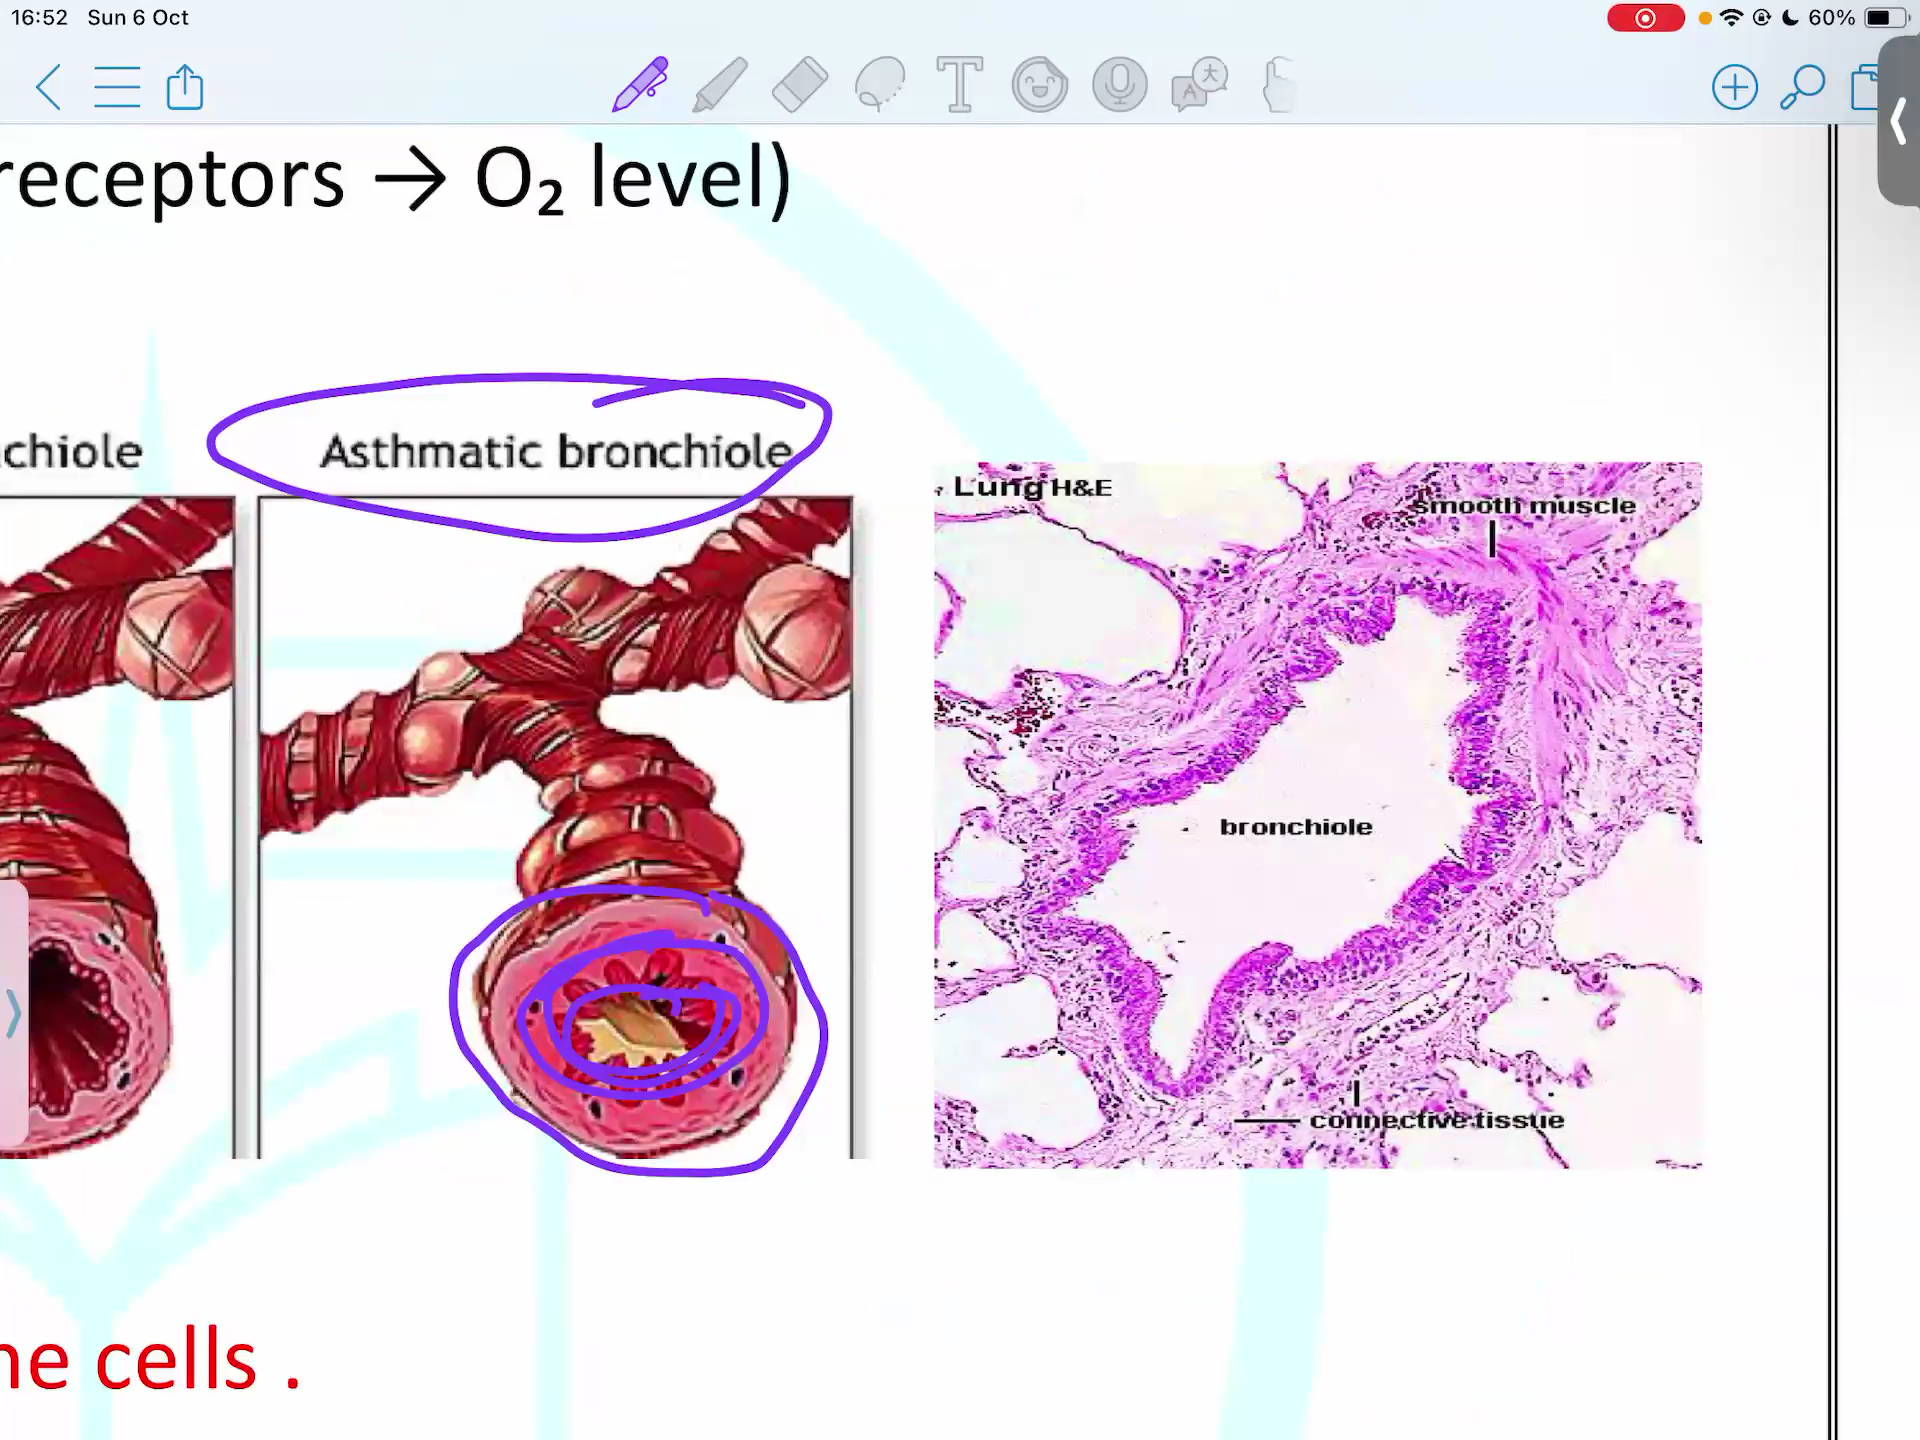 16:52 Sun 6 Oct
60%
receptors → O₂ level)
chiole
Asthmatic bronchiole
Lung H&E
smooth muscle
bronchiole
connective tissue
ne cells .